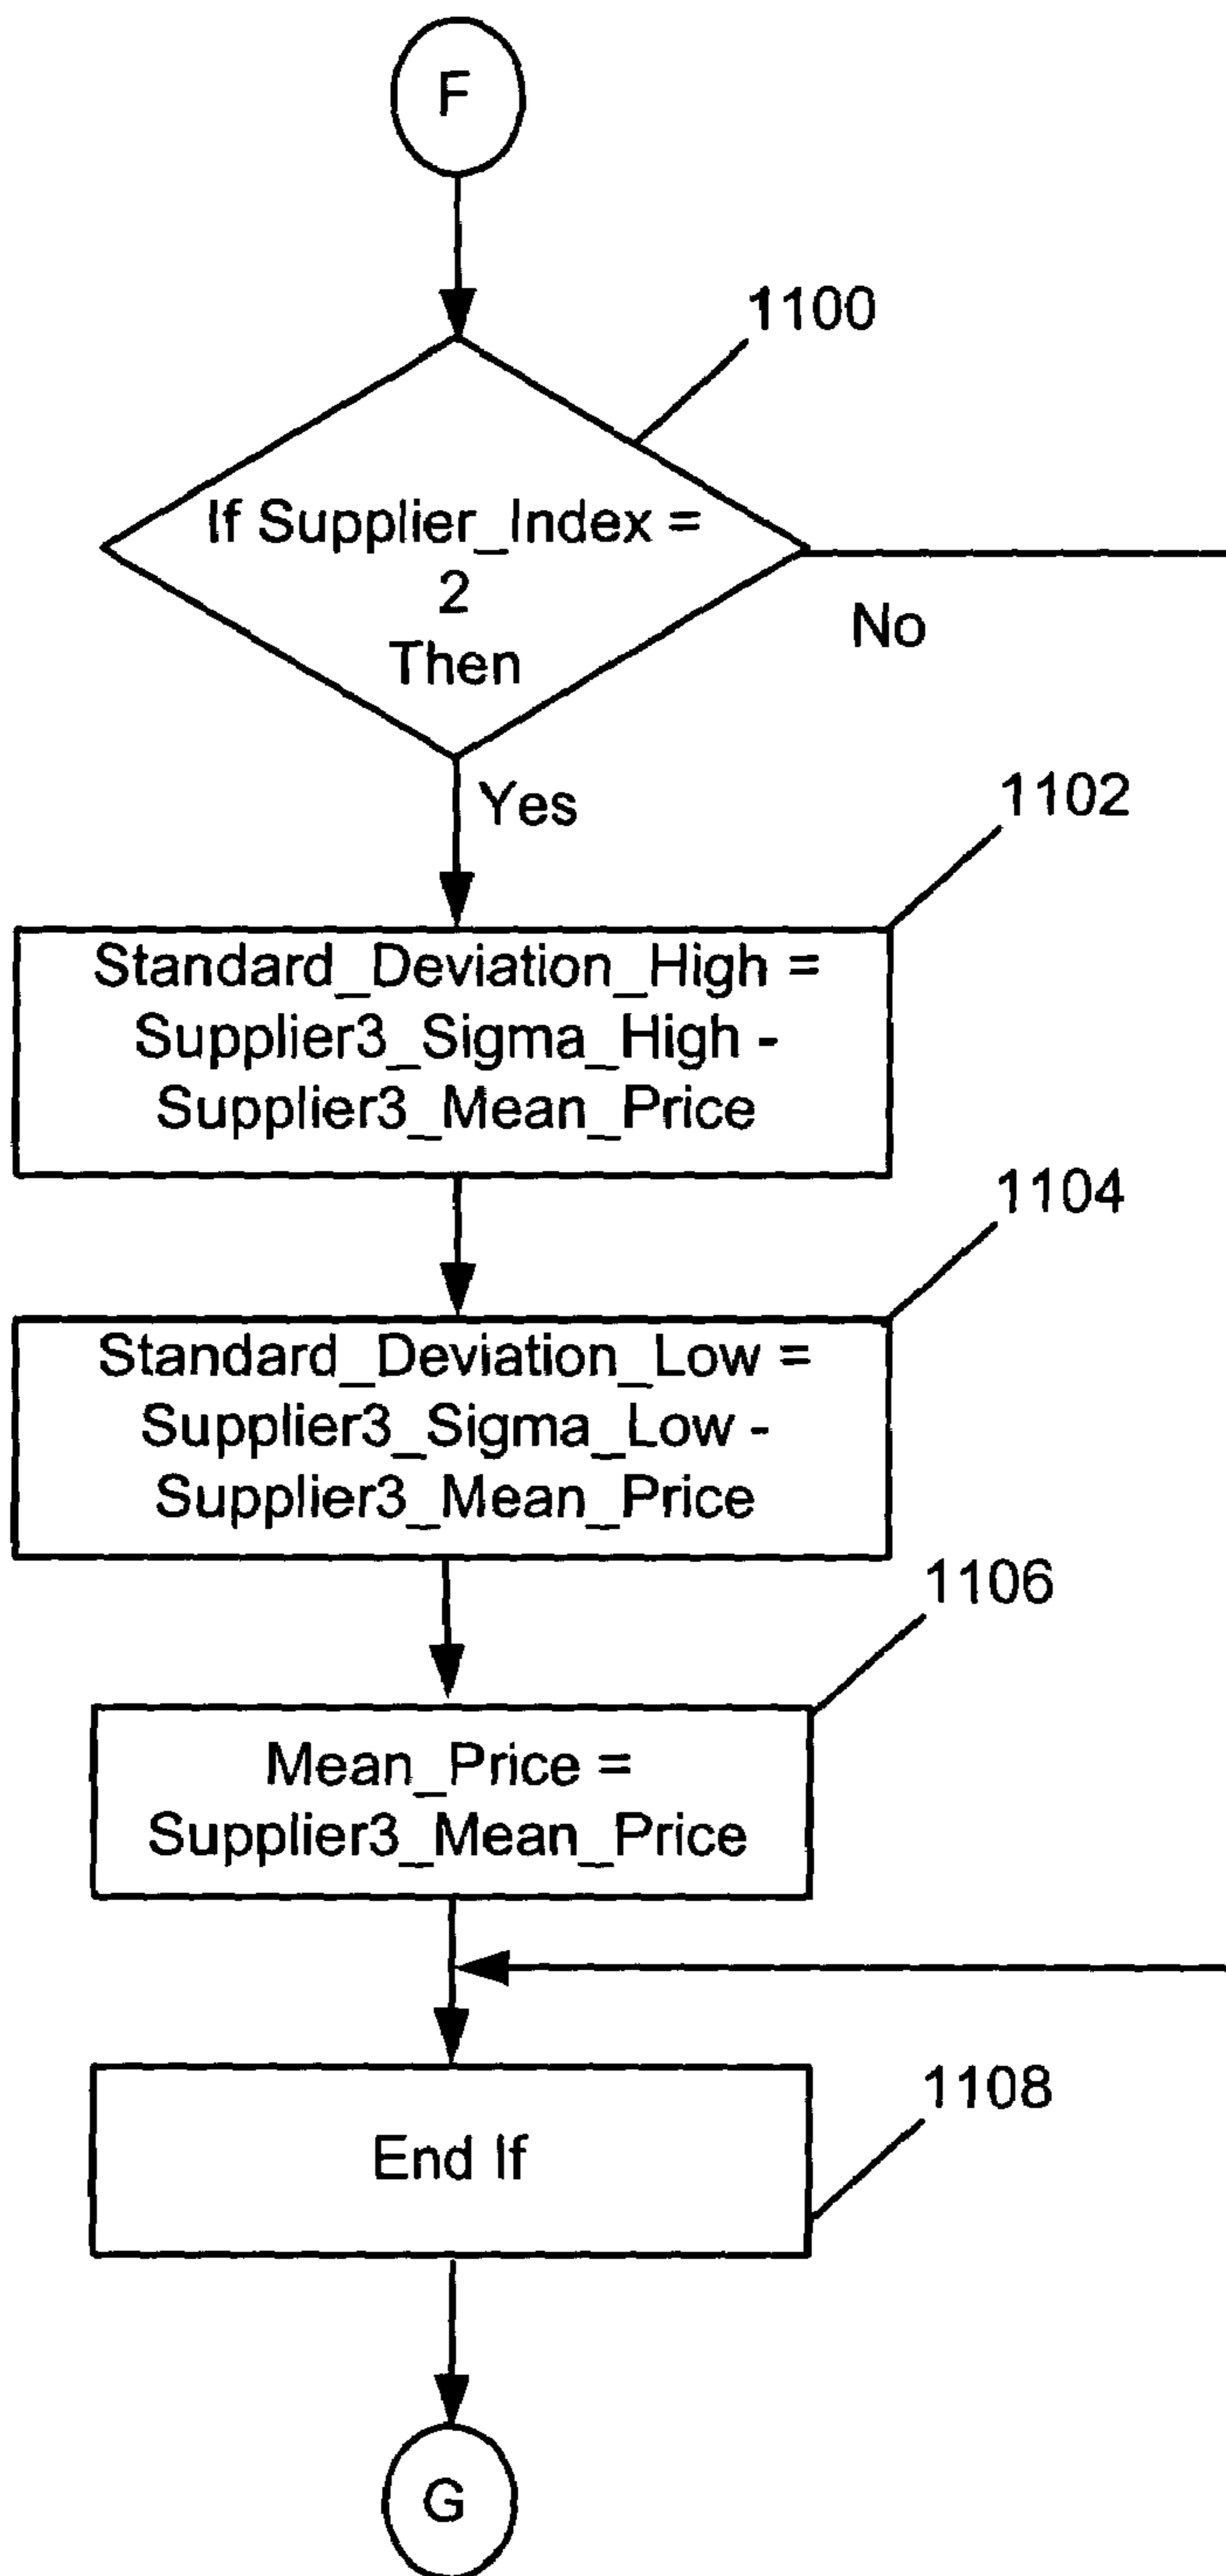 F
1100
If Supplier_Index =
2
Then
No
Yes
1102
Standard_Deviation_High =
Supplier3_Sigma_High -
Supplier3_Mean_Price
1104
Standard_Deviation_Low =
Supplier3_Sigma_Low -
Supplier3_Mean_Price
1106
Mean_Price =
Supplier3_Mean_Price
1108
End If
G